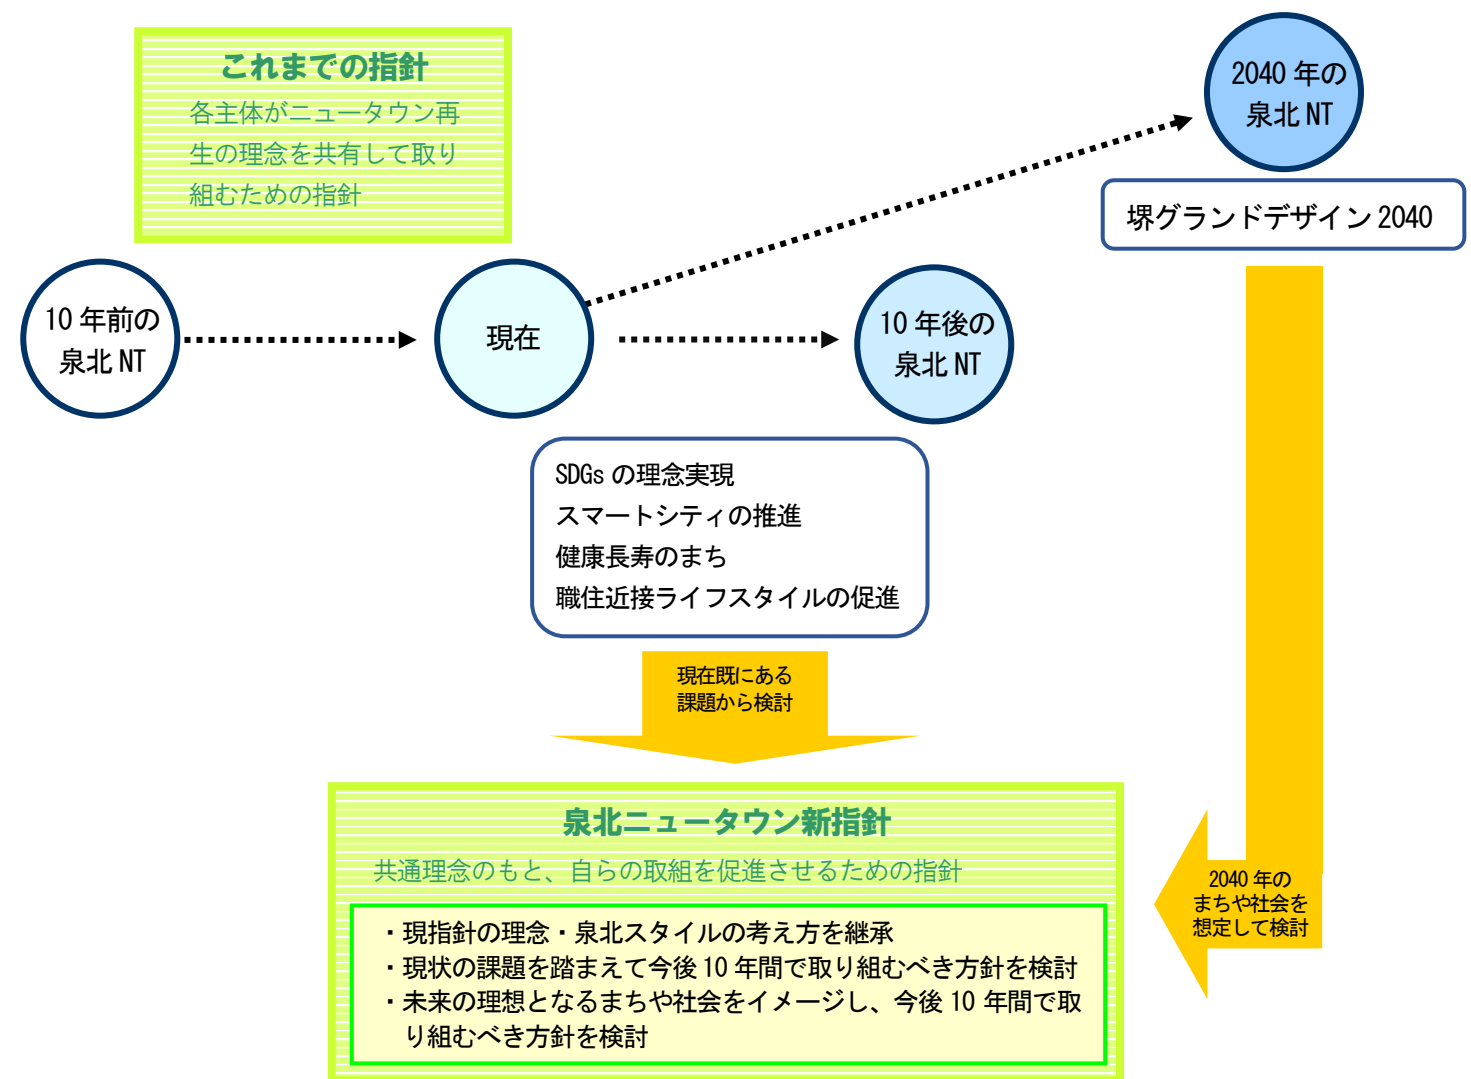 これまでの指針
各主体がニュータウン再
生の理念を共有して取り
組むための指針
2040 年の
泉北 NT
堺グランドデザイン 2040
10 年前の
泉北 NT
現在
10 年後の
泉北 NT
SDGs の理念実現
スマートシティの推進
健康長寿のまち
職住近接ライフスタイルの促進
現在既にある
課題から検討
泉北ニュータウン新指針
共通理念のもと、自らの取組を促進させるための指針
・現指針の理念・泉北スタイルの考え方を継承
・現状の課題を踏まえて今後 10 年間で取り組むべき方針を検討
・未来の理想となるまちや社会をイメージし、今後 10 年間で取
り組むべき方針を検討
2040 年の
まちや社会を
想定して検討